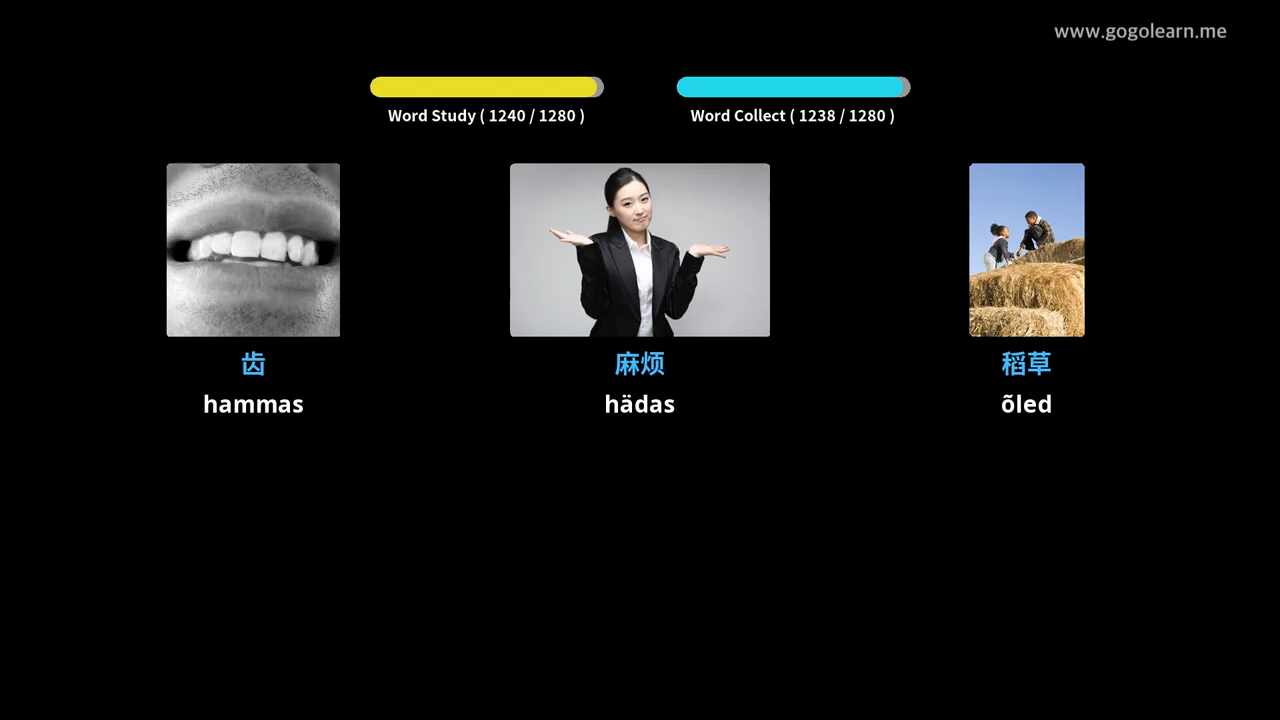 www.gogolearn.me
Word Study ( 1240 / 1280 )
Word Collect ( 1238 / 1280 )
齿
麻烦
稻草
hammas
hädas
õled